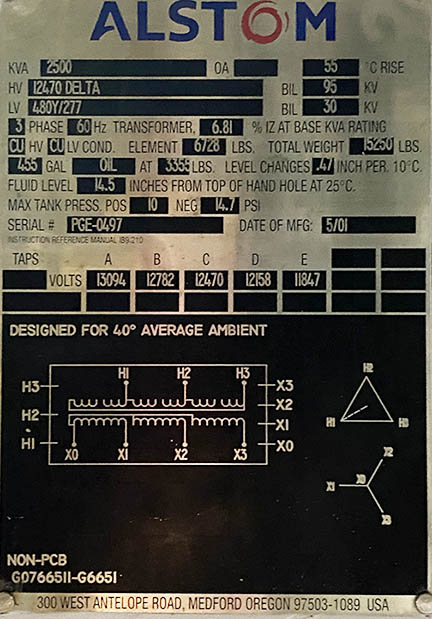 ALSTOM
KVA 2500 OA 55 °C RISE
HV 12470 DELTA BIL 95 KV
LV 480Y/277 BIL 30 KV
3 PHASE 60 Hz TRANSFORMER, 6.81 % IZ AT BASE KVA RATING
CU HV CU LV COND. ELEMENT 6728 LBS. TOTAL WEIGHT 15250 LBS.
455 GAL OIL AT 3355 LBS. LEVEL CHANGES .47 INCH PER. 10°C.
FLUID LEVEL 14.5 INCHES FROM TOP OF HAND HOLE AT 25°C.
MAX TANK PRESS. POS 10 NEG 14.7 PSI
SERIAL # PGE-0497 DATE OF MFG: 5/01
INSTRUCTION REFERENCE MANUAL IB9.210
TAPS A B C D E
VOLTS 13094 12782 12470 12158 11847
DESIGNED FOR 40° AVERAGE AMBIENT
H1 H2 H3
H3 X3
H2 X2
X1
H1 X0
X0 X1 X2 X3
H2
H1 H3
X2
X1 X0
X3
NON-PCB
G0766511-G6651
300 WEST ANTELOPE ROAD, MEDFORD OREGON 97503-1089 USA